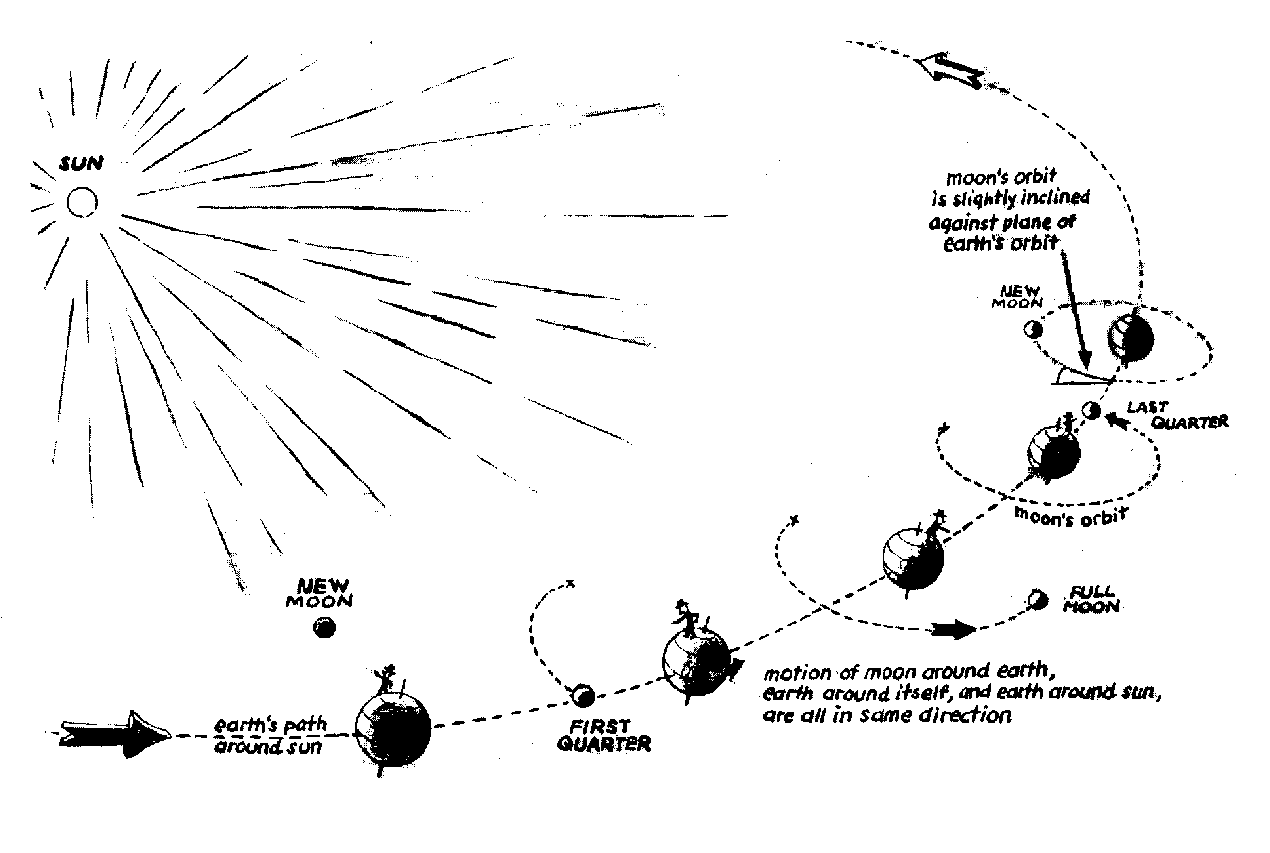 SUN
moon's orbit
is slightly inclined
against plane of
earth's orbit
NEW
MOON
LAST
QUARTER
moon's orbit
FULL
MOON
NEW
MOON
earth's path
around sun
FIRST
QUARTER
motion of moon around earth,
earth around itself, and earth around sun,
are all in same direction